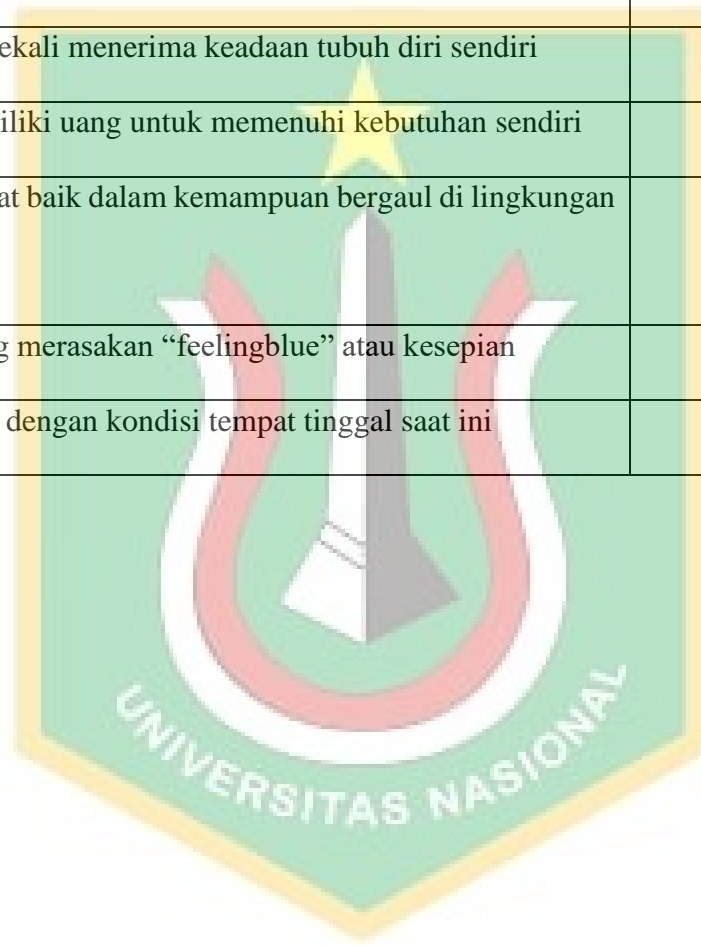 ekali menerima keadaan tubuh diri sendiri
iliki uang untuk memenuhi kebutuhan sendiri
at baik dalam kemampuan bergaul di lingkungan
g merasakan “feelingblue” atau kesepian
dengan kondisi tempat tinggal saat ini
UNIVERSITAS NASIONAL